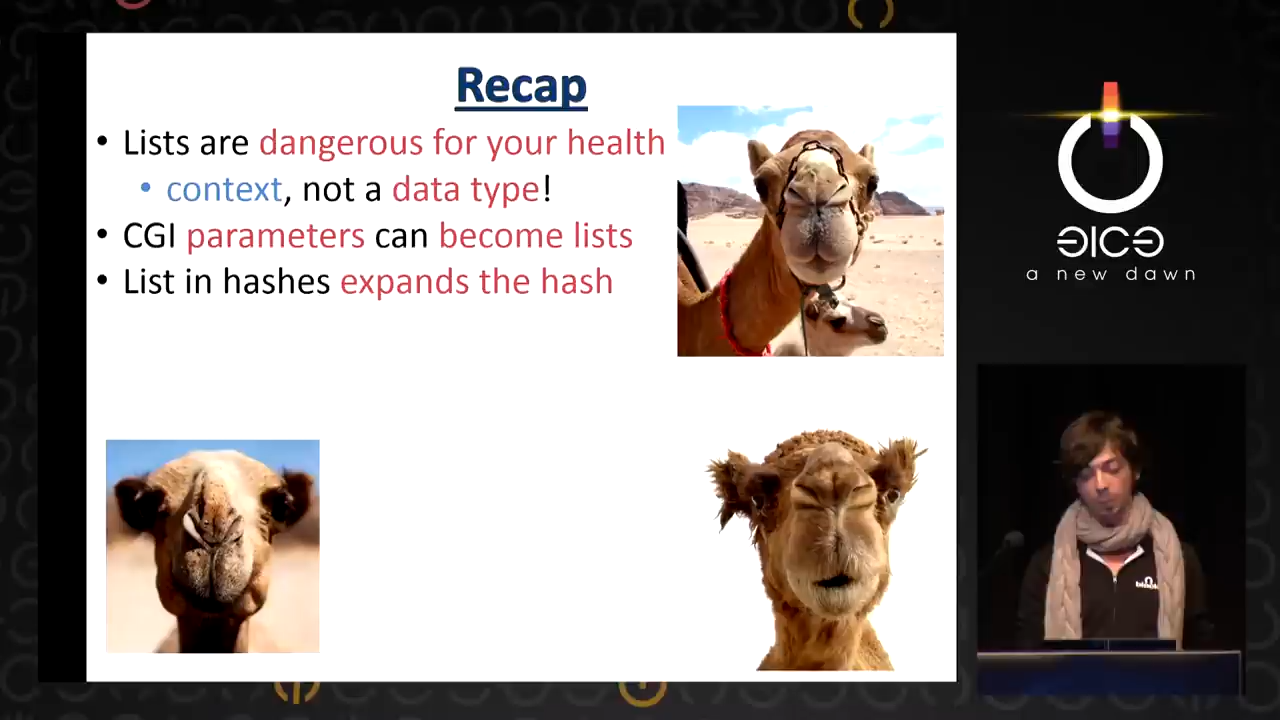 Recap
• Lists are dangerous for your health
• context, not a data type!
• CGI parameters can become lists
• List in hashes expands the hash
31C3
a new dawn